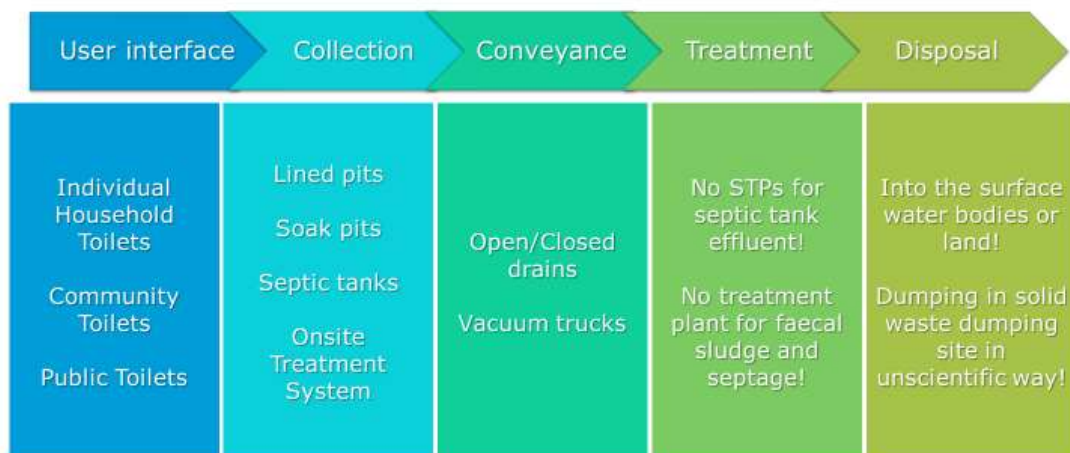 User interface
Collection
Conveyance
Treatment
Disposal
Individual
Household
Toilets
Community
Toilets
Public Toilets
Lined pits
Soak pits
Septic tanks
Onsite
Treatment
System
Open/Closed
drains
Vacuum trucks
No STPs for
septic tank
effluent!
No treatment
plant for faecal
sludge and
septage!
Into the surface
water bodies or
land!
Dumping in solid
waste dumping
site in
unscientific way!